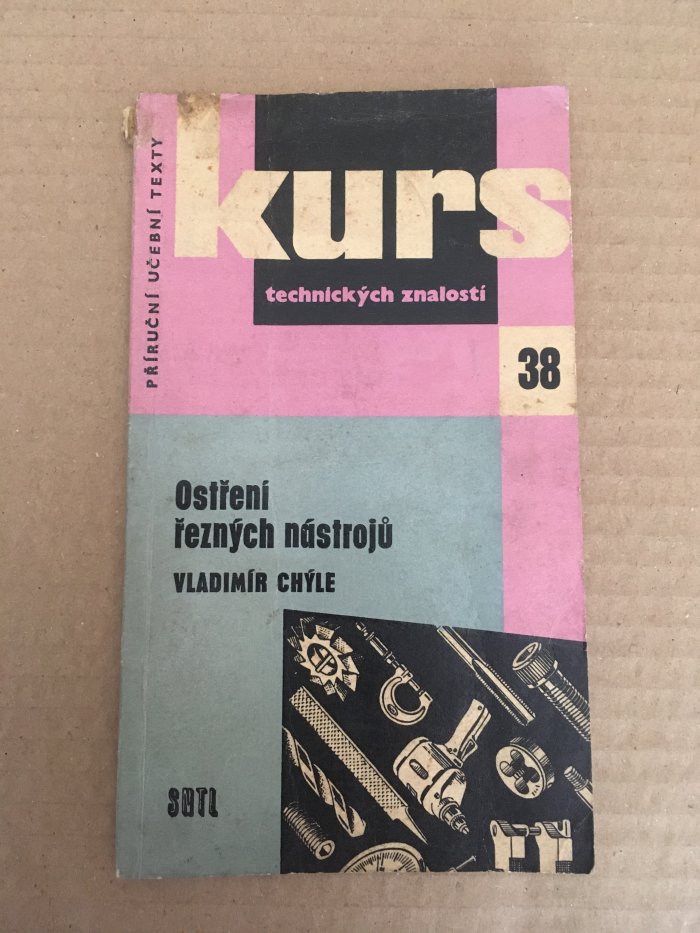 PŘÍRUČNÍ UČEBNÍ TEXTY
kurs
technických znalostí
38
Ostření
řezných nástrojů
VLADIMÍR CHÝLE
SNTL